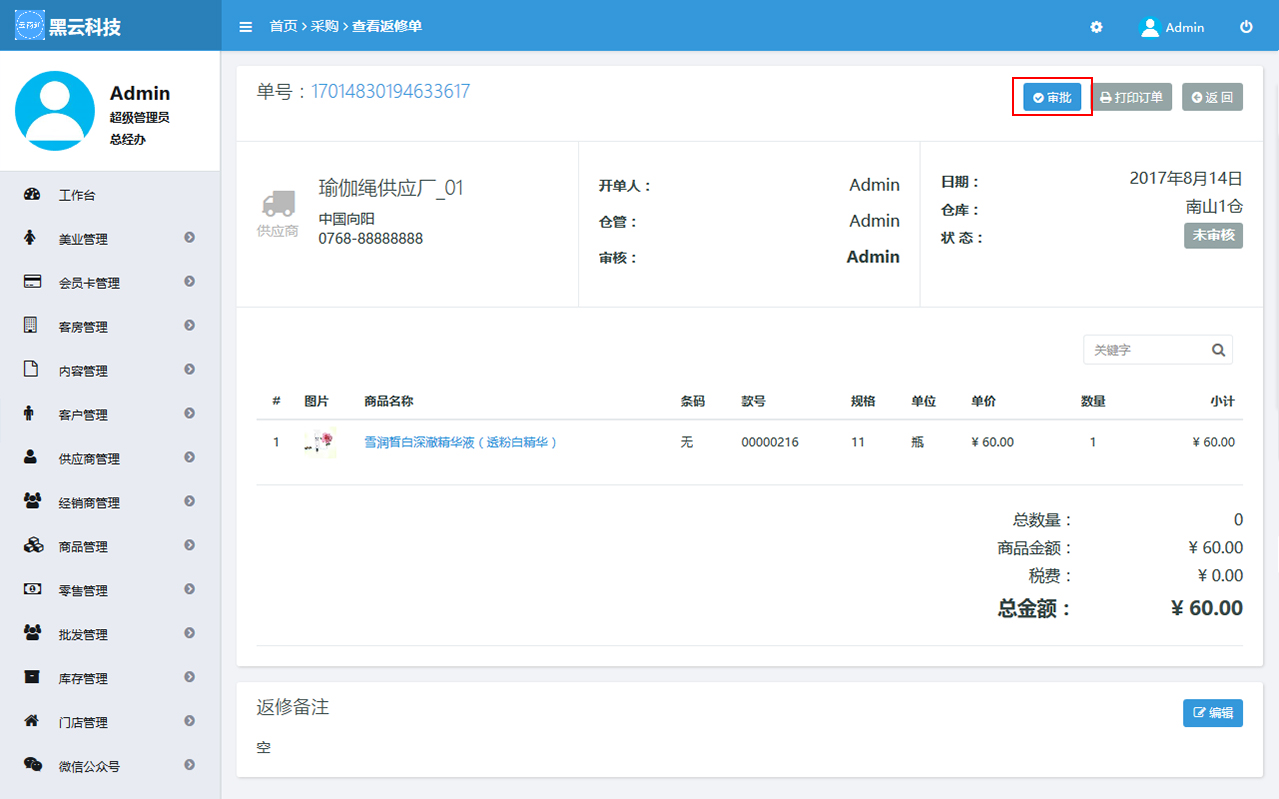 黑云科技
首页 > 采购 > 查看返修单
Admin
Admin
超级管理员
总经办
工作台
美业管理
会员卡管理
客房管理
内容管理
客户管理
供应商管理
经销商管理
商品管理
零售管理
批发管理
库存管理
门店管理
微信公众号
单号：17014830194633617
审批
打印订单
返 回
供应商
瑜伽绳供应厂_01
中国向阳
0768-88888888
开单人： Admin
仓管： Admin
审核： Admin
日期： 2017年8月14日
仓库： 南山1仓
状 态： 未审核
关键字
# 图片 商品名称 条码 款号 规格 单位 单价 数量 小计
1 雪润皙白深澈精华液（透粉白精华） 无 00000216 11 瓶 ¥ 60.00 1 ¥ 60.00
总数量： 0
商品金额： ¥ 60.00
税费： ¥ 0.00
总金额： ¥ 60.00
返修备注
编辑
空